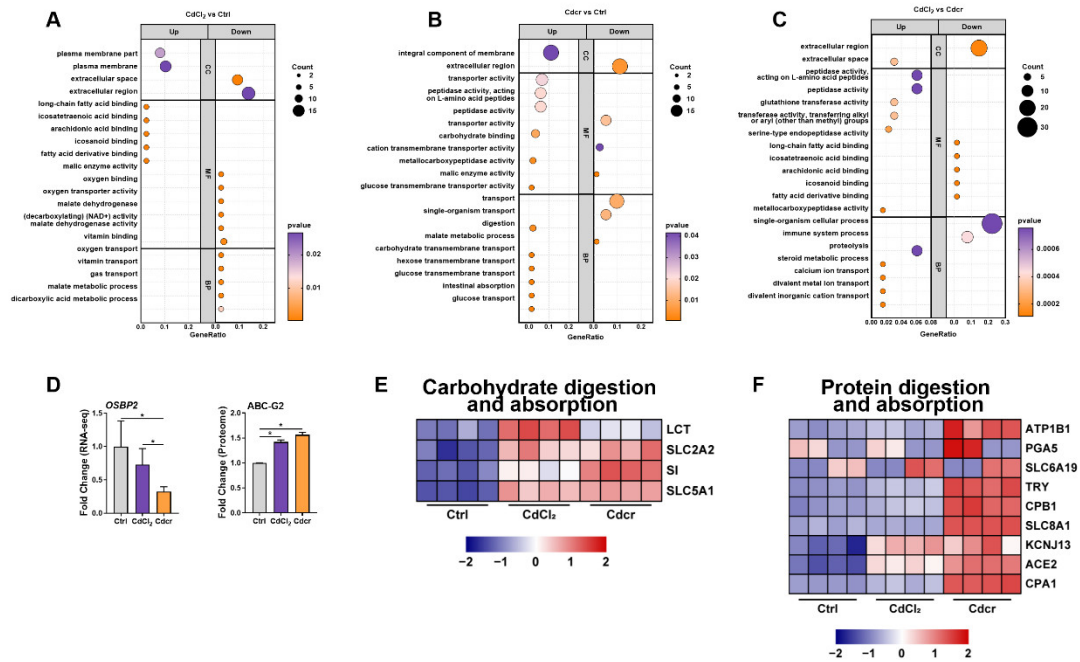 A
CdCl₂ vs Ctrl
Up
Down
plasma membrane part
plasma membrane
extracellular space
extracellular region
CC
long-chain fatty acid binding
icosatetraenoic acid binding
arachidonic acid binding
icosanoid binding
fatty acid derivative binding
malic enzyme activity
oxygen binding
oxygen transporter activity
malate dehydrogenase
(decarboxylating) (NAD+) activity
malate dehydrogenase activity
vitamin binding
MF
oxygen transport
vitamin transport
gas transport
malate metabolic process
dicarboxylic acid metabolic process
BP
0.0 0.1 0.2 0.0 0.1 0.2
GeneRatio
Count
2
5
10
15
pvalue
0.02
0.01
B
Cdcr vs Ctrl
Up
Down
integral component of membrane
extracellular region
CC
transporter activity
peptidase activity, acting
on L-amino acid peptides
peptidase activity
transporter activity
carbohydrate binding
cation transmembrane transporter activity
metallocarboxypeptidase activity
malic enzyme activity
glucose transmembrane transporter activity
MF
transport
single-organism transport
digestion
malate metabolic process
carbohydrate transmembrane transport
hexose transmembrane transport
glucose transmembrane transport
intestinal absorption
glucose transport
BP
0.0 0.1 0.2 0.0 0.1 0.2
GeneRatio
Count
2
5
10
15
pvalue
0.04
0.03
0.02
0.01
C
CdCl₂ vs Cdcr
Up
Down
extracellular region
extracellular space
CC
peptidase activity,
acting on L-amino acid peptides
peptidase activity
glutathione transferase activity
transferase activity, transferring alkyl
or aryl (other than methyl) groups
serine-type endopeptidase activity
long-chain fatty acid binding
icosatetraenoic acid binding
arachidonic acid binding
icosanoid binding
fatty acid derivative binding
metallocarboxypeptidase activity
MF
single-organism cellular process
immune system process
proteolysis
steroid metabolic process
calcium ion transport
divalent metal ion transport
divalent inorganic cation transport
BP
0.00 0.02 0.04 0.06 0.08 0.0 0.1 0.2 0.3
GeneRatio
Count
5
10
20
30
pvalue
0.0006
0.0004
0.0002
D
OSBP2
Fold Change (RNA-seq)
1.5
1.0
0.5
0.0
* *
Ctrl CdCl₂ Cdcr
ABC-G2
Fold Change (Proteome)
2.0
1.5
1.0
0.5
0.0
* *
Ctrl CdCl₂ Cdcr
E
Carbohydrate digestion
and absorption
LCT
SLC2A2
SI
SLC5A1
Ctrl CdCl₂ Cdcr
−2 −1 0 1 2
F
Protein digestion
and absorption
ATP1B1
PGA5
SLC6A19
TRY
CPB1
SLC8A1
KCNJ13
ACE2
CPA1
Ctrl CdCl₂ Cdcr
−2 −1 0 1 2